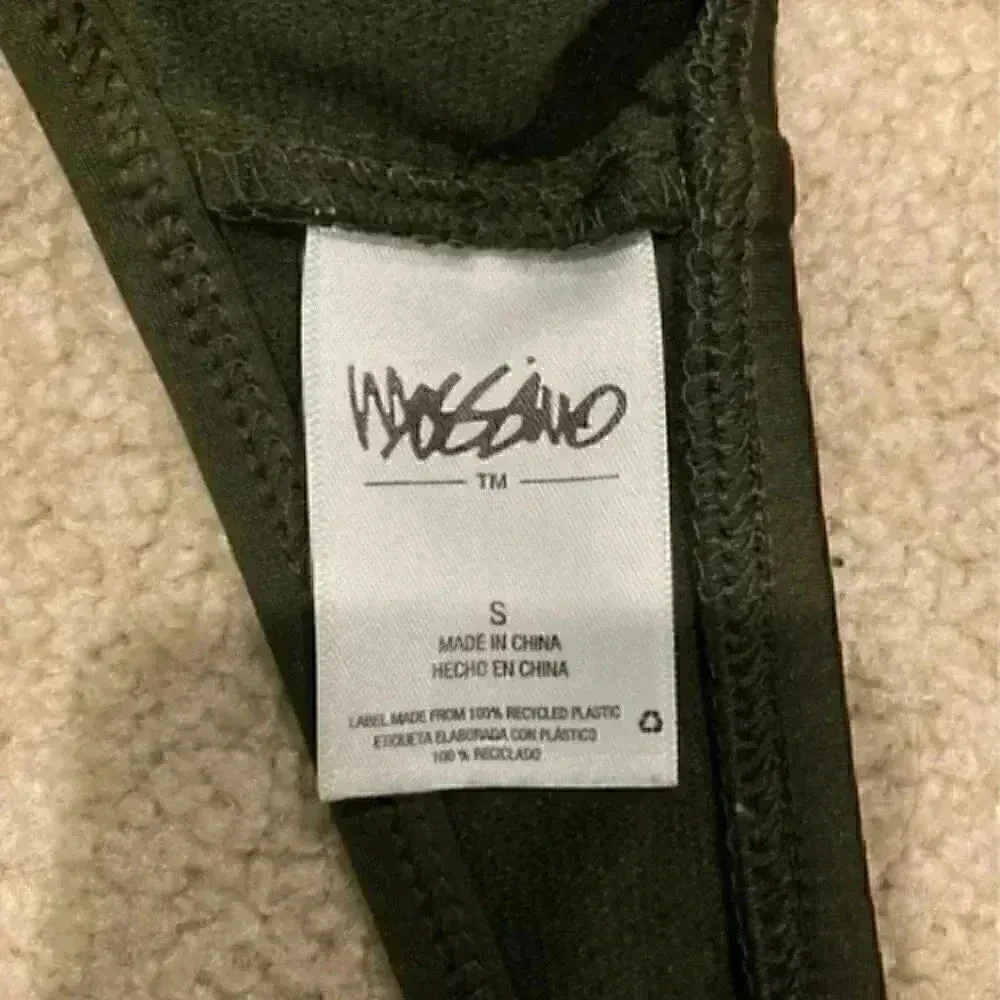 Mossimo
TM
S
MADE IN CHINA
HECHO EN CHINA
LABEL MADE FROM 100% RECYCLED PLASTIC
ETIQUETA ELABORADA CON PLÁSTICO
100 % RECICLADO